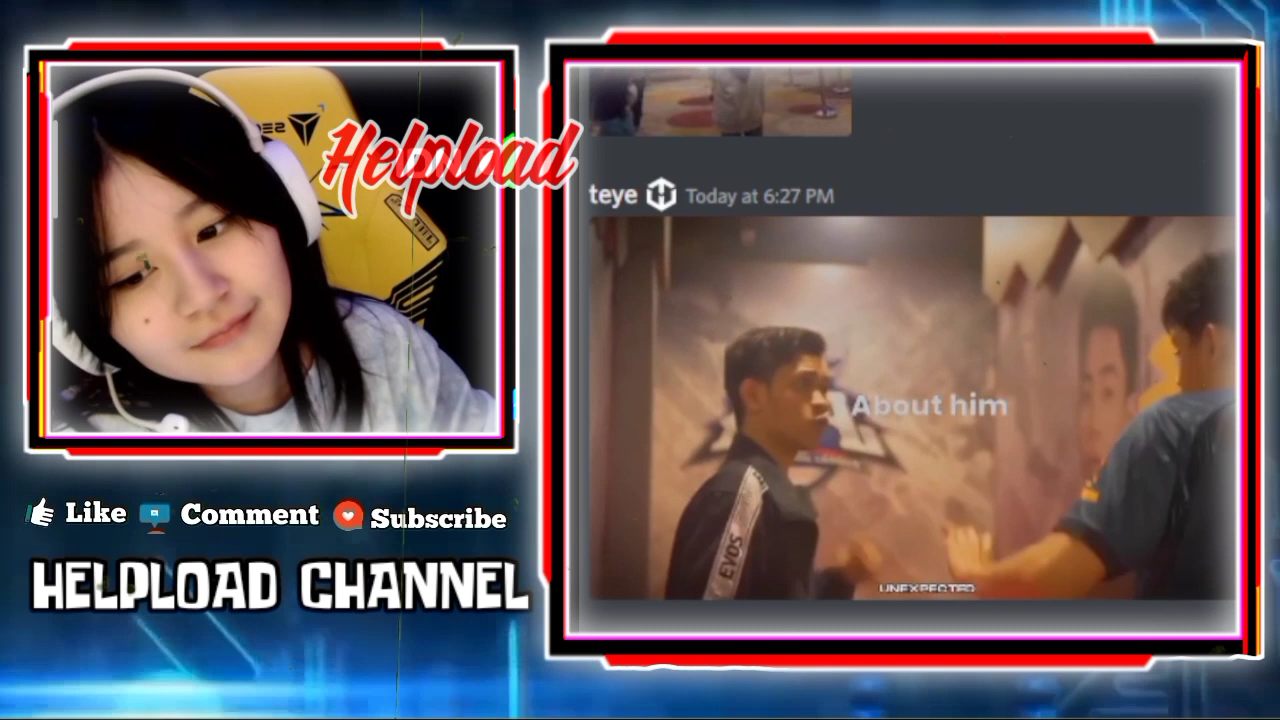 Helpload
teye Today at 6:27 PM
About him
EVOS
UNEXPECTED
Like Comment Subscribe
HELPLOAD CHANNEL